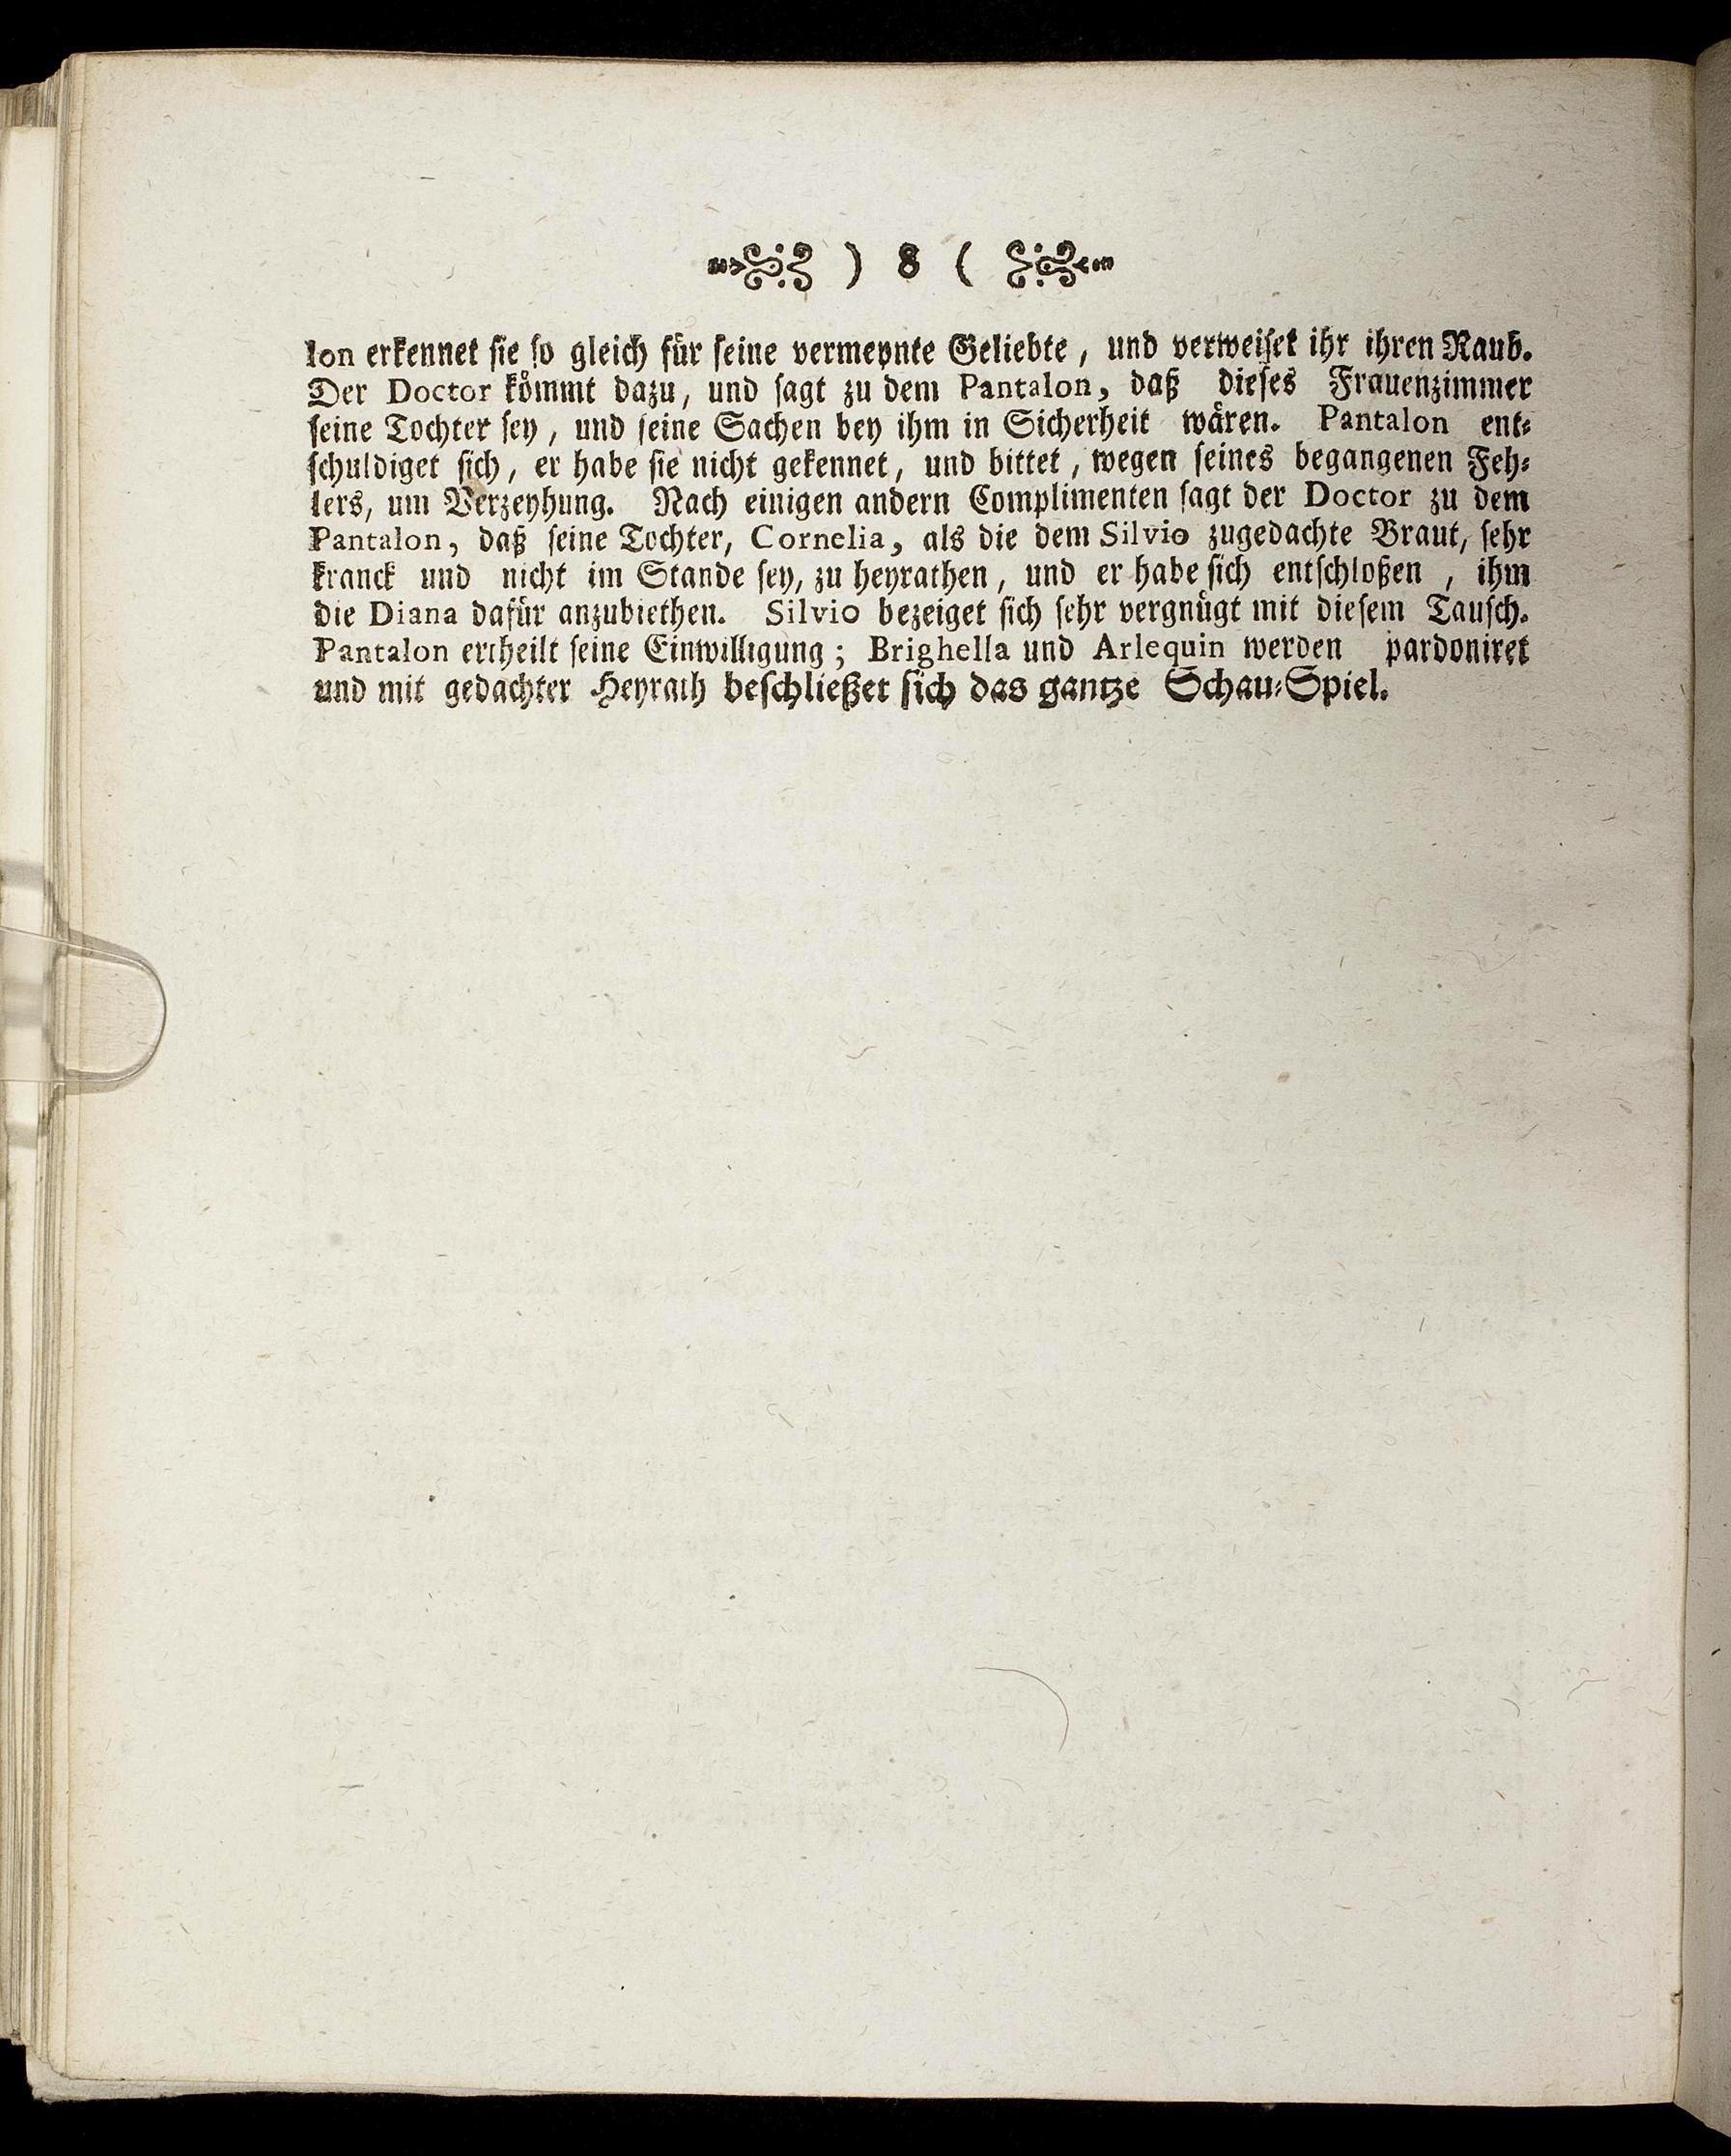 ) 8 (
lon erkennet sie so gleich für seine vermeynte Geliebte, und verweiset ihr ihren Raub.
Der Doctor kömmt dazu, und sagt zu dem Pantalon, daß dieses Frauenzimmer
seine Tochter sey, und seine Sachen bey ihm in Sicherheit wären. Pantalon ent-
schuldiget sich, er habe sie nicht gekennet, und bittet, wegen seines begangenen Feh-
lers, um Verzeyhung. Nach einigen andern Complimenten sagt der Doctor zu dem
Pantalon, daß seine Tochter, Cornelia, als die dem Silvio zugedachte Braut, sehr
kranck und nicht im Stande sey, zu heyrathen, und er habe sich entschloßen, ihm
die Diana dafür anzubiethen. Silvio bezeiget sich sehr vergnügt mit diesem Tausch.
Pantalon ertheilt seine Einwilligung; Brighella und Arlequin werden pardoniret
und mit gedachter Heyrath beschließet sich das gantze Schau-Spiel.